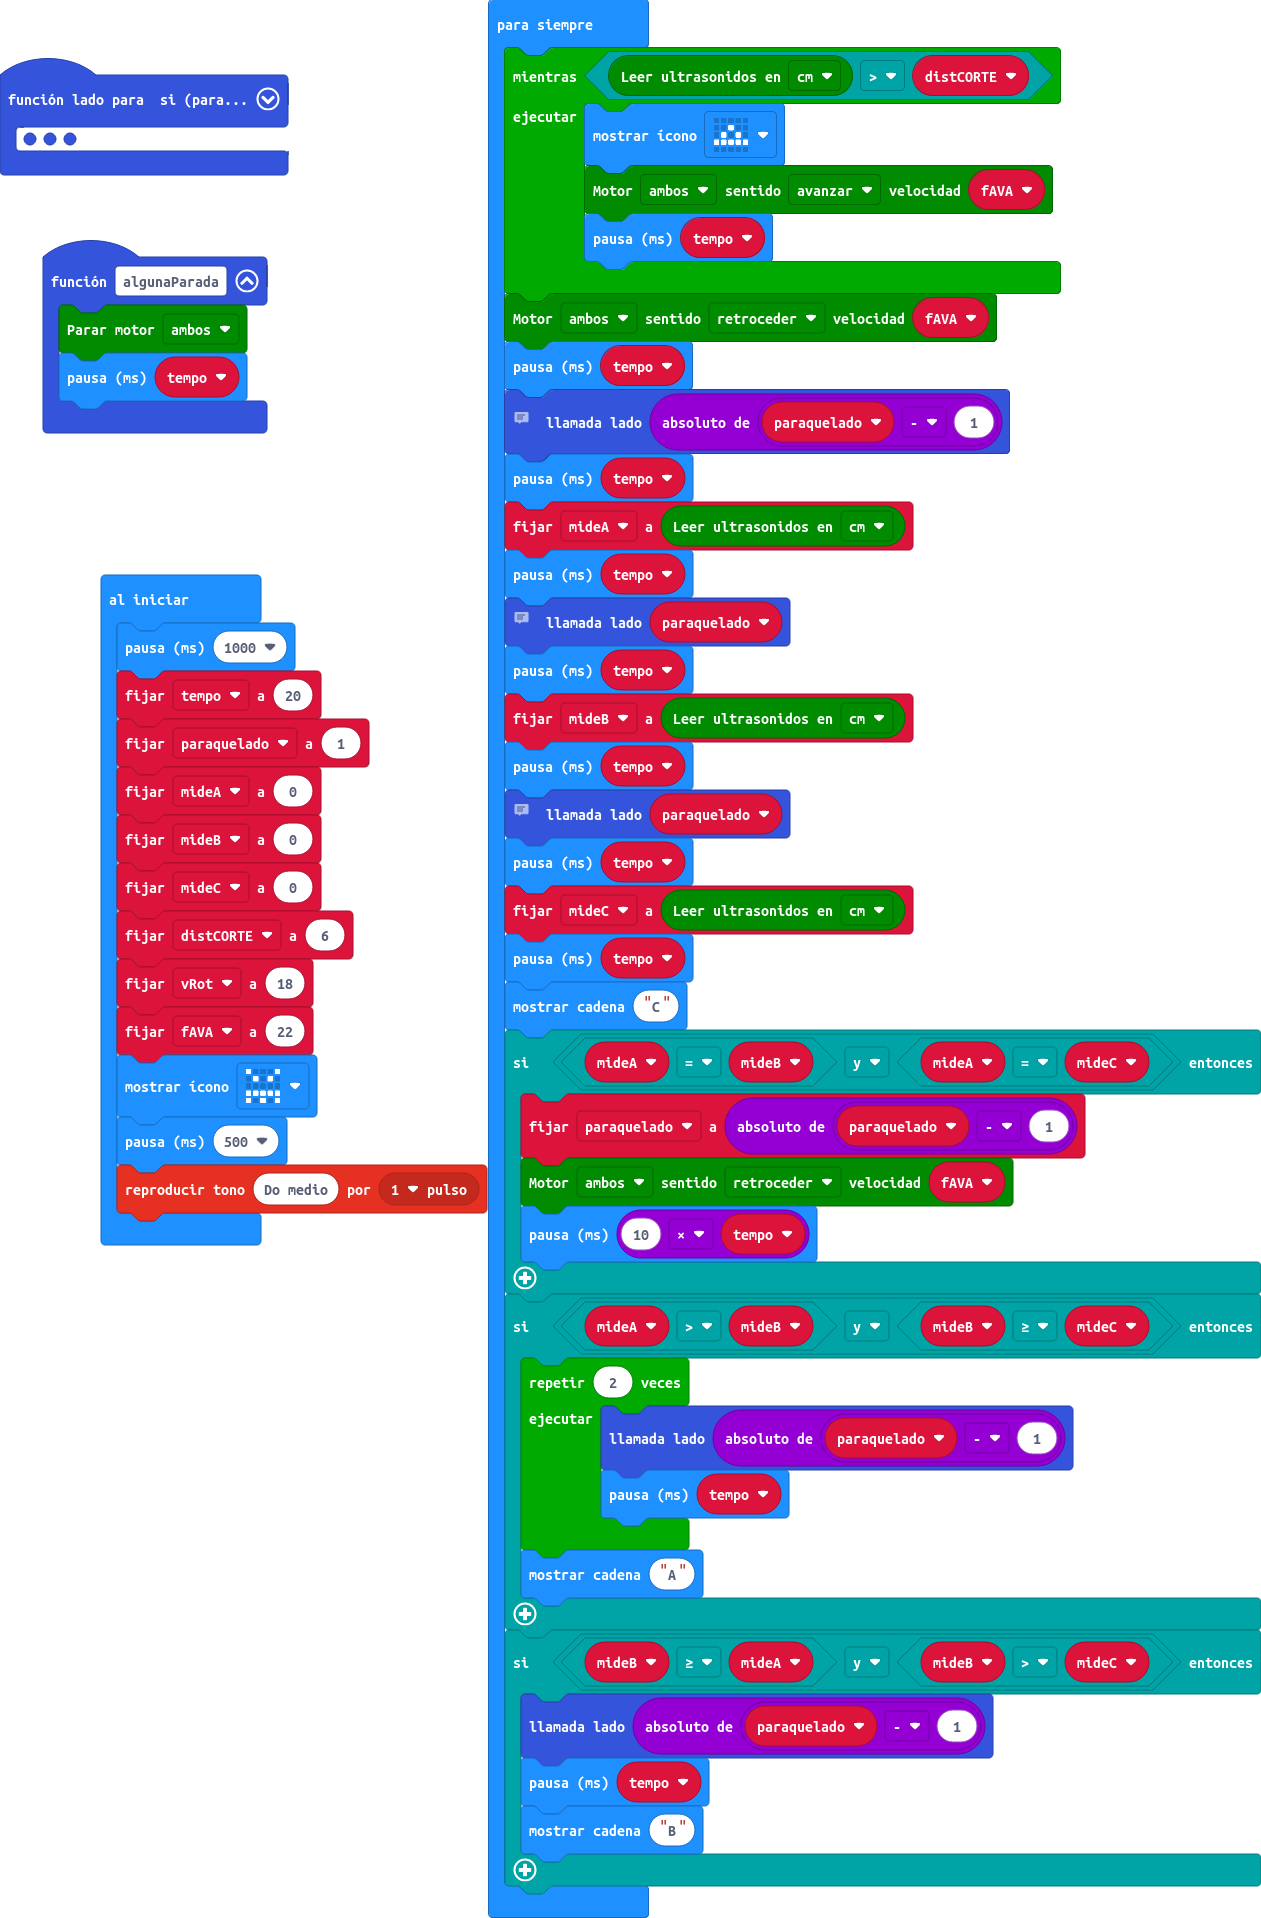 función lado para si (para...
función algunaParada
Parar motor ambos
pausa (ms) tempo
al iniciar
pausa (ms) 1000
fijar tempo a 20
fijar paraquelado a 1
fijar mideA a 0
fijar mideB a 0
fijar mideC a 0
fijar distCORTE a 6
fijar vRot a 18
fijar fAVA a 22
mostrar ícono
pausa (ms) 500
reproducir tono Do medio por 1 pulso
para siempre
mientras Leer ultrasonidos en cm > distCORTE
ejecutar
mostrar ícono
Motor ambos sentido avanzar velocidad fAVA
pausa (ms) tempo
Motor ambos sentido retroceder velocidad fAVA
pausa (ms) tempo
llamada lado absoluto de paraquelado - 1
pausa (ms) tempo
fijar mideA a Leer ultrasonidos en cm
pausa (ms) tempo
llamada lado paraquelado
pausa (ms) tempo
fijar mideB a Leer ultrasonidos en cm
pausa (ms) tempo
llamada lado paraquelado
pausa (ms) tempo
fijar mideC a Leer ultrasonidos en cm
pausa (ms) tempo
mostrar cadena "C"
si mideA = mideB y mideA = mideC entonces
fijar paraquelado a absoluto de paraquelado - 1
Motor ambos sentido retroceder velocidad fAVA
pausa (ms) 10 × tempo
si mideA > mideB y mideB ≥ mideC entonces
repetir 2 veces
ejecutar
llamada lado absoluto de paraquelado - 1
pausa (ms) tempo
mostrar cadena "A"
si mideB ≥ mideA y mideB > mideC entonces
llamada lado absoluto de paraquelado - 1
pausa (ms) tempo
mostrar cadena "B"